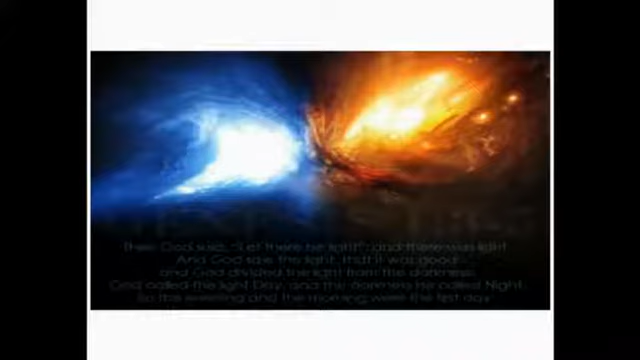 Then God said, "Let there be light"; and there was light.
And God saw the light, that it was good;
and God divided the light from the darkness.
God called the light Day, and the darkness He called Night.
So the evening and the morning were the first day.